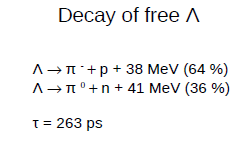 Decay of free Λ
Λ → π ⁻ + p + 38 MeV (64 %)
Λ → π ⁰ + n + 41 MeV (36 %)
τ = 263 ps